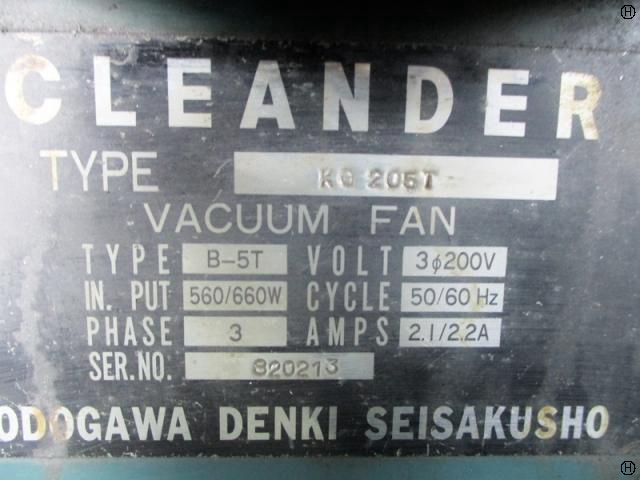 CLEANDER
TYPE KG 205T
VACUUM FAN
TYPE B-5T VOLT 3φ200V
IN. PUT 560/660W CYCLE 50/60 Hz
PHASE 3 AMPS 2.1/2.2A
SER.NO. 820213
ODOGAWA DENKI SEISAKUSHO